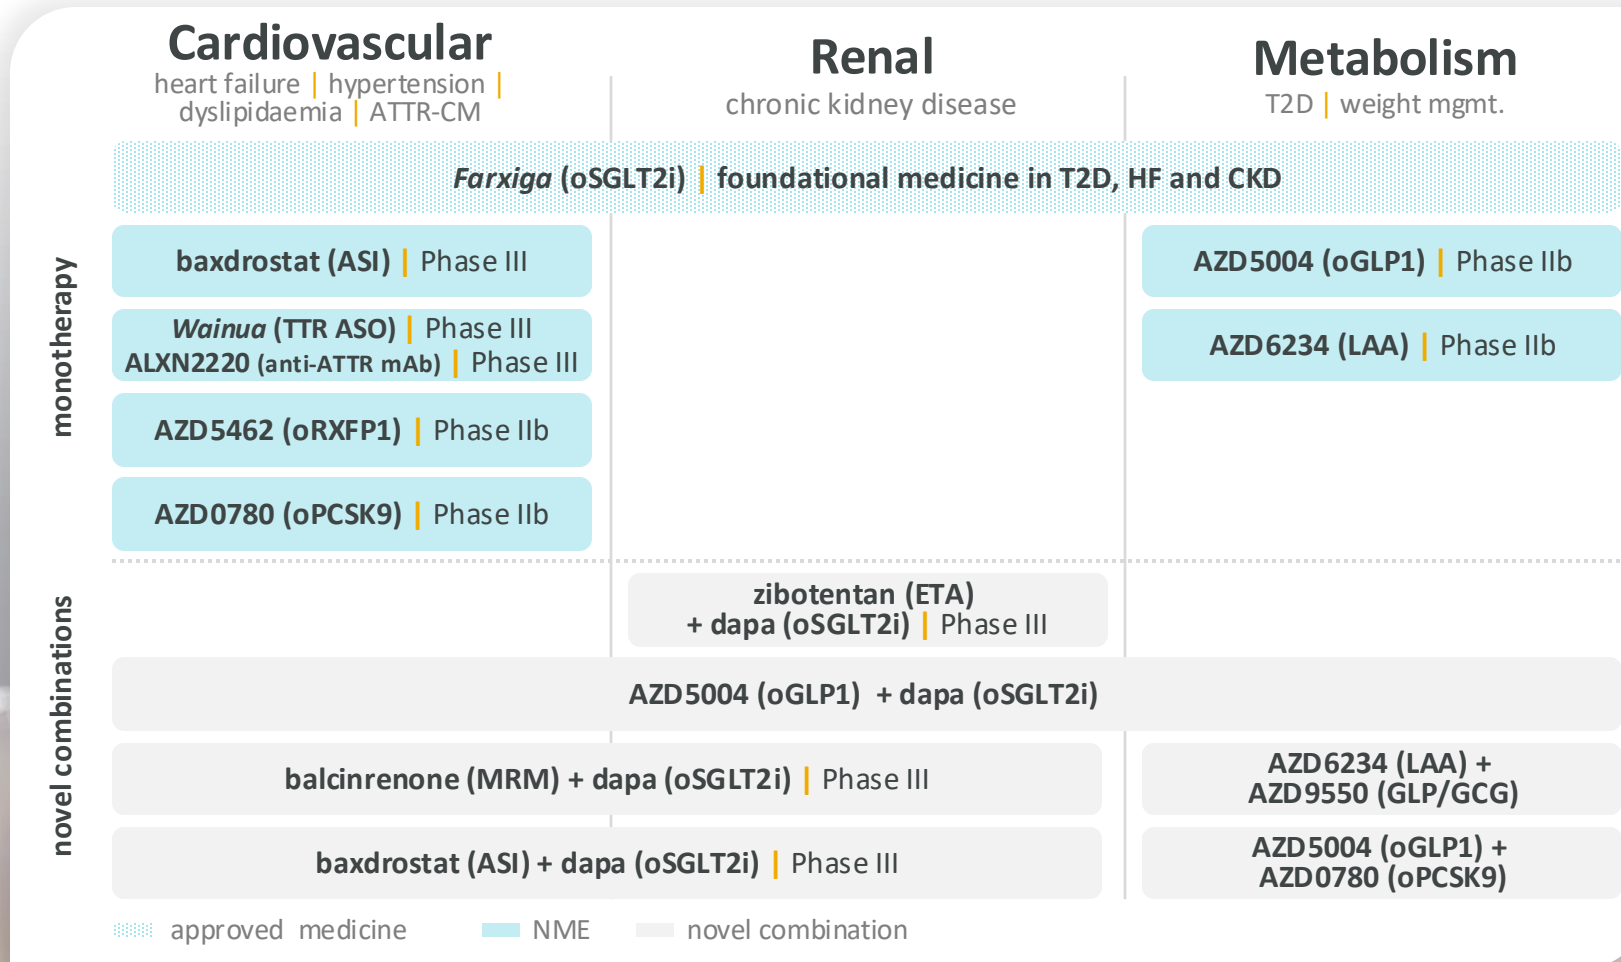 Cardiovascular
heart failure | hypertension |
dyslipidaemia | ATTR-CM
Renal
chronic kidney disease
Metabolism
T2D | weight mgmt.
Farxiga (oSGLT2i) | foundational medicine in T2D, HF and CKD
monotherapy
baxdrostat (ASI) | Phase III
AZD5004 (oGLP1) | Phase IIb
Wainua (TTR ASO) | Phase III
ALXN2220 (anti-ATTR mAb) | Phase III
AZD6234 (LAA) | Phase IIb
AZD5462 (oRXFP1) | Phase IIb
AZD0780 (oPCSK9) | Phase IIb
novel combinations
zibotentan (ETA)
+ dapa (oSGLT2i) | Phase III
AZD5004 (oGLP1) + dapa (oSGLT2i)
balcinrenone (MRM) + dapa (oSGLT2i) | Phase III
AZD6234 (LAA) +
AZD9550 (GLP/GCG)
baxdrostat (ASI) + dapa (oSGLT2i) | Phase III
AZD5004 (oGLP1) +
AZD0780 (oPCSK9)
approved medicine
NME
novel combination